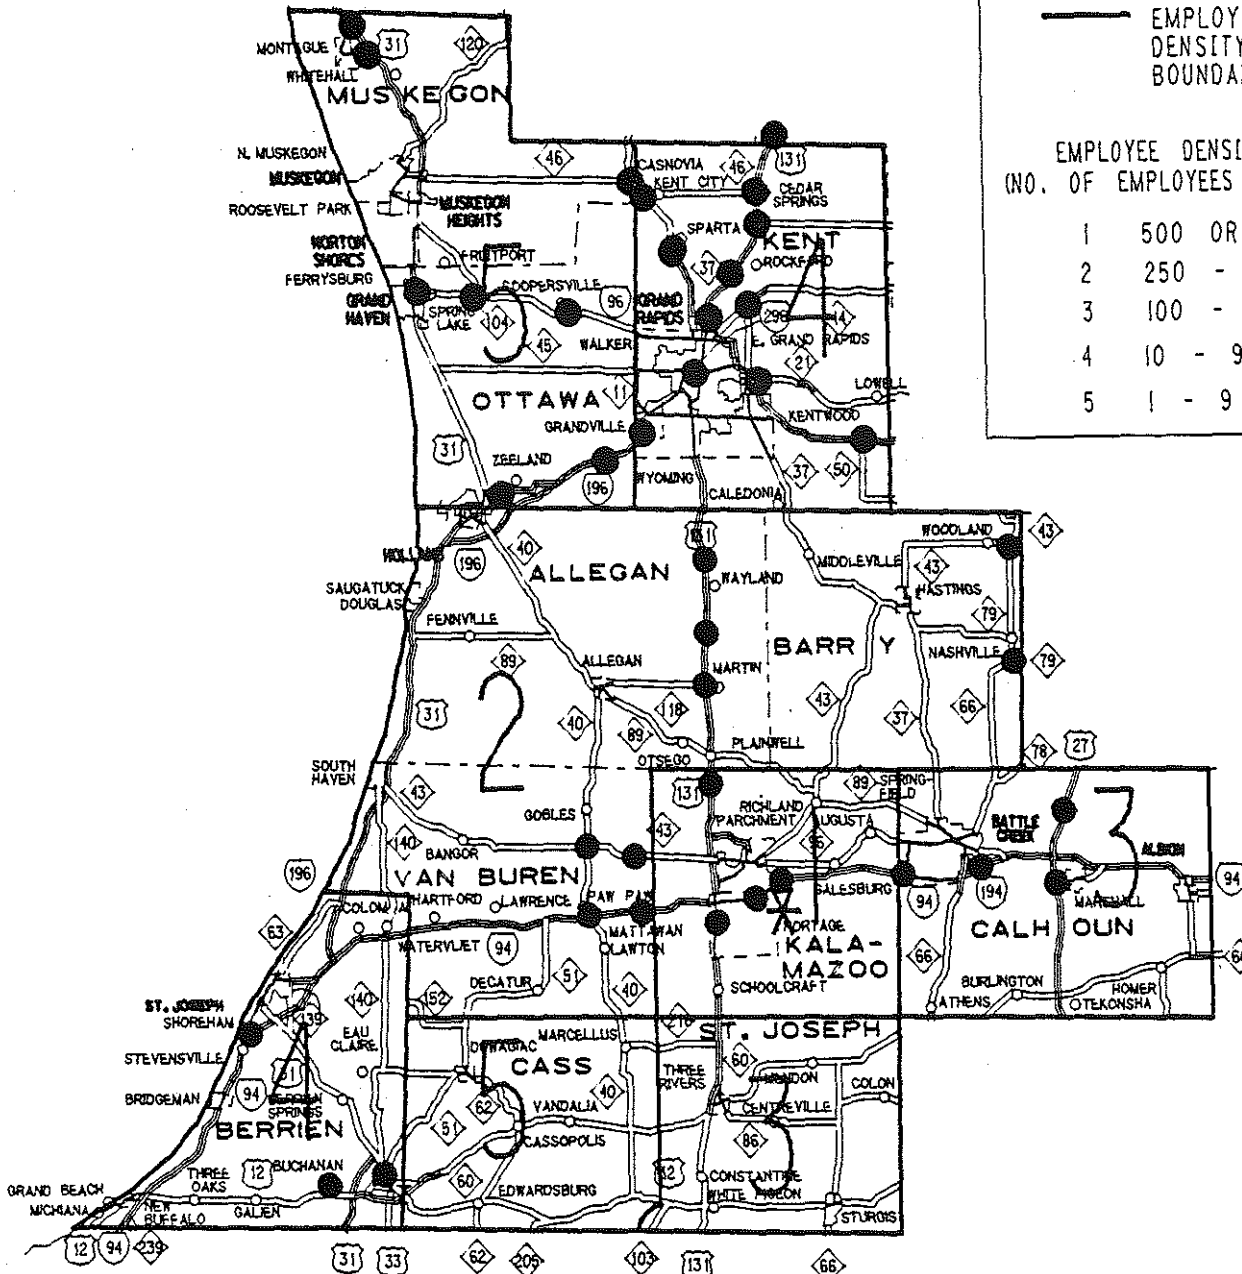 EMPLOY
DENSITY
BOUNDA
EMPLOYEE DENSI
(NO. OF EMPLOYEES
1 500 OR
2 250 -
3 100 -
4 10 - 9
5 1 - 9
MONTAGUE
31
120
WHITEHALL
MUSKEGON
N. MUSKEGON
46
CASNOVIA
46
131
MUSKEGON
KENT CITY
CEDAR
SPRINGS
ROOSEVELT PARK
MUSKEGON
HEIGHTS
SPARTA
KENT
NORTON
SHORES
FRUITPORT
37
ROCKFORD
FERRYSBURG
COOPERSVILLE
5
4
GRAND
HAVEN
SPRING
LAKE
104
96
GRAND
RAPIDS
296
44
45
WALKER
E. GRAND RAPIDS
21
LOWELL
OTTAWA
11
GRANDVILLE
KENTWOOD
31
ZEELAND
196
WYOMING
37
50
CALEDONIA
HOLLAND
40
196
ALLEGAN
131
WAYLAND
MIDDLEVILLE
WOODLAND
43
43
HASTINGS
SAUGATUCK
DOUGLAS
FENNVILLE
79
89
ALLEGAN
BARRY
NASHVILLE
79
MARTIN
2
31
40
118
43
37
66
89
OTSEGO
PLAINWELL
78
27
SOUTH
HAVEN
43
131
RICHLAND
89
SPRING-
FIELD
GOBLES
43
PARCHMENT
AUGUSTA
BATTLE
CREEK
3
ALBION
140
BANGOR
96
1
VAN BUREN
GALESBURG
94
194
MARSHALL
94
196
HARTFORD
LAWRENCE
PAW PAW
COLOMA
MATTAWAN
PORTAGE
CALHOUN
63
WATERVLIET
94
LAWTON
KALA-
MAZOO
66
DECATUR
51
40
SCHOOLCRAFT
BURLINGTON
HOMER
ATHENS
TEKONSHA
ST. JOSEPH
SHOREHAM
139
140
152
216
ST. JOSEPH
EAU
CLAIRE
DOWAGIAC
MARCELLUS
STEVENSVILLE
31
4
CASS
5
THREE
RIVERS
60
MENDON
COLON
94
BERRIEN
SPRINGS
40
3
BRIDGEMAN
62
VANDALIA
CENTREVILLE
BERRIEN
51
CASSOPOLIS
86
12
BUCHANAN
THREE
OAKS
12
CONSTANTINE
60
GRAND BEACH
EDWARDSBURG
WHITE PIGEON
MICHIANA
NEW
BUFFALO
GALIEN
STURGIS
12
94
239
31
33
62
205
103
131
66